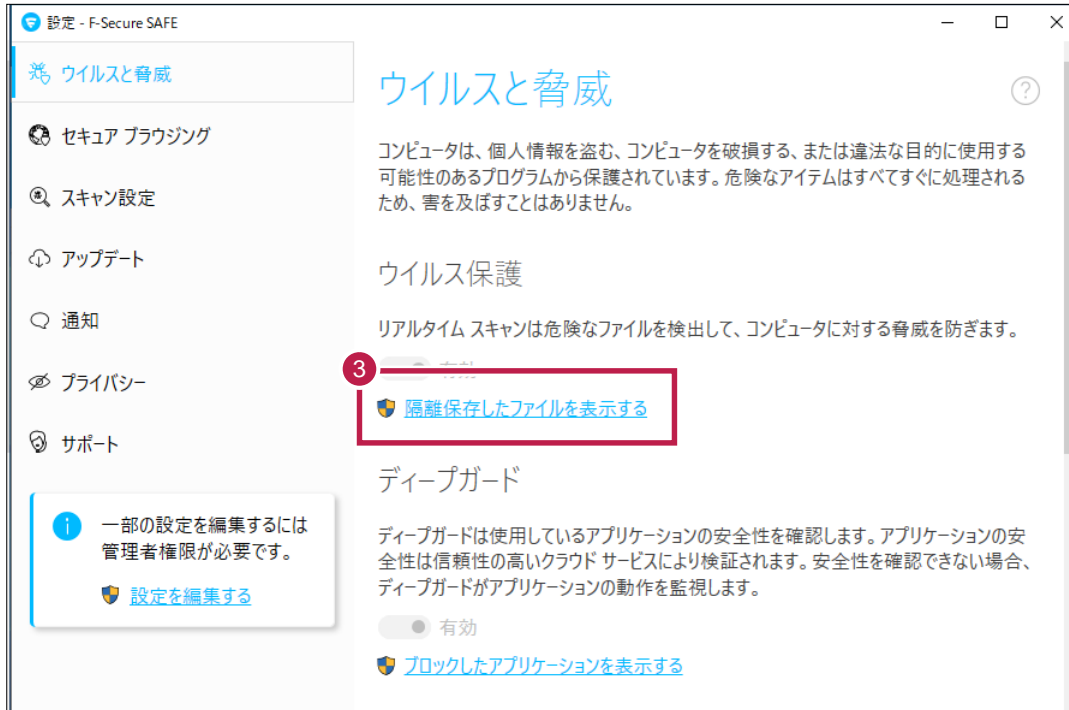 設定 - F-Secure SAFE
ウイルスと脅威
セキュア ブラウジング
スキャン設定
アップデート
通知
プライバシー
サポート
一部の設定を編集するには
管理者権限が必要です。
設定を編集する
ウイルスと脅威
コンピュータは、個人情報を盗む、コンピュータを破損する、または違法な目的に使用する
可能性のあるプログラムから保護されています。危険なアイテムはすべてすぐに処理される
ため、害を及ぼすことはありません。
ウイルス保護
リアルタイム スキャンは危険なファイルを検出して、コンピュータに対する脅威を防ぎます。
3
有効
隔離保存したファイルを表示する
ディープガード
ディープガードは使用しているアプリケーションの安全性を確認します。アプリケーションの安
全性は信頼性の高いクラウド サービスにより検証されます。安全性を確認できない場合、
ディープガードがアプリケーションの動作を監視します。
有効
ブロックしたアプリケーションを表示する